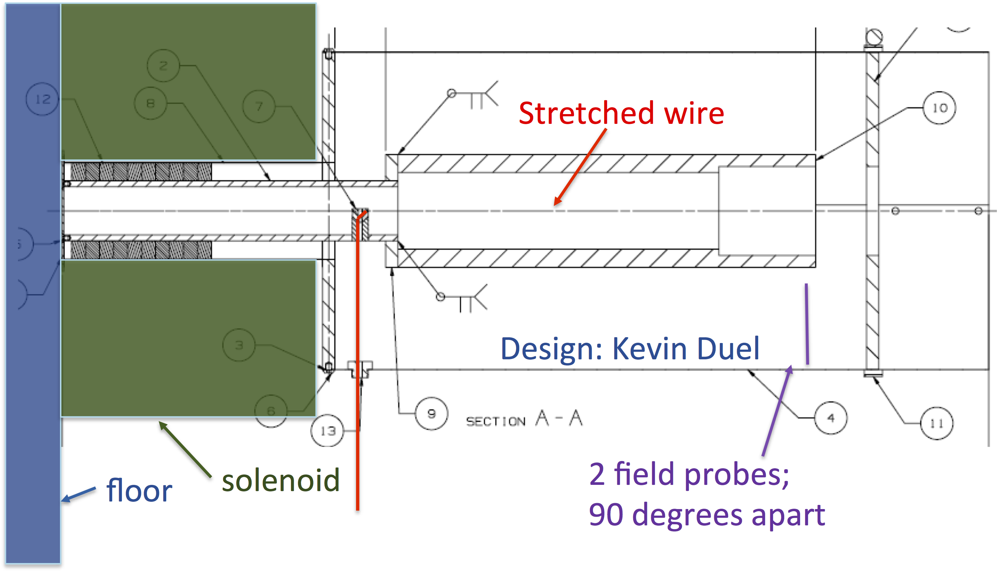 2
12
8
7
10
Stretched wire
5
3
Design: Kevin Duel
6
13
9
SECTION A - A
4
11
solenoid
floor
2 field probes;
90 degrees apart